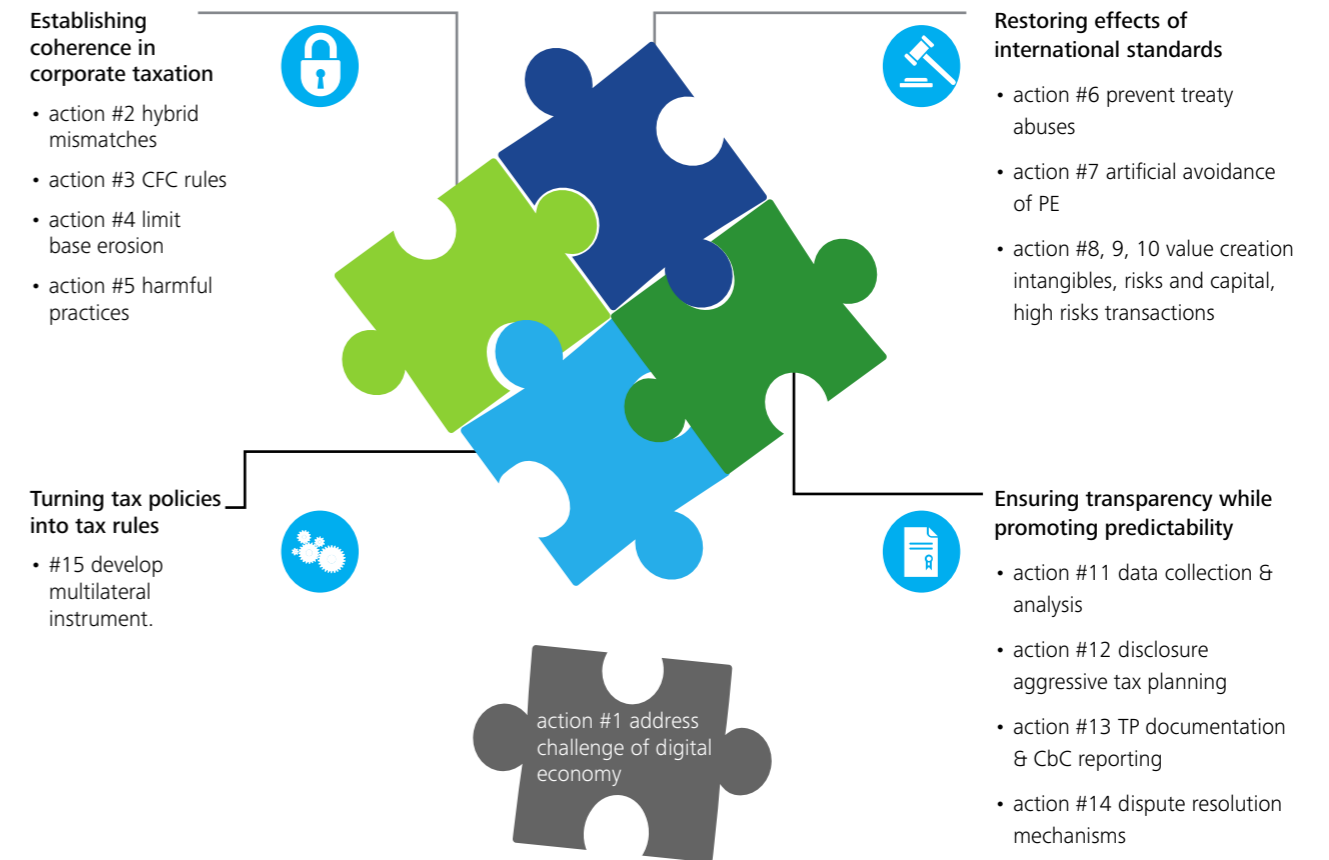 Establishing
coherence in
corporate taxation
• action #2 hybrid
mismatches
• action #3 CFC rules
• action #4 limit
base erosion
• action #5 harmful
practices
Restoring effects of
international standards
• action #6 prevent treaty
abuses
• action #7 artificial avoidance
of PE
• action #8, 9, 10 value creation
intangibles, risks and capital,
high risks transactions
Turning tax policies
into tax rules
• #15 develop
multilateral
instrument.
Ensuring transparency while
promoting predictability
• action #11 data collection &
analysis
• action #12 disclosure
aggressive tax planning
• action #13 TP documentation
& CbC reporting
• action #14 dispute resolution
mechanisms
action #1 address
challenge of digital
economy